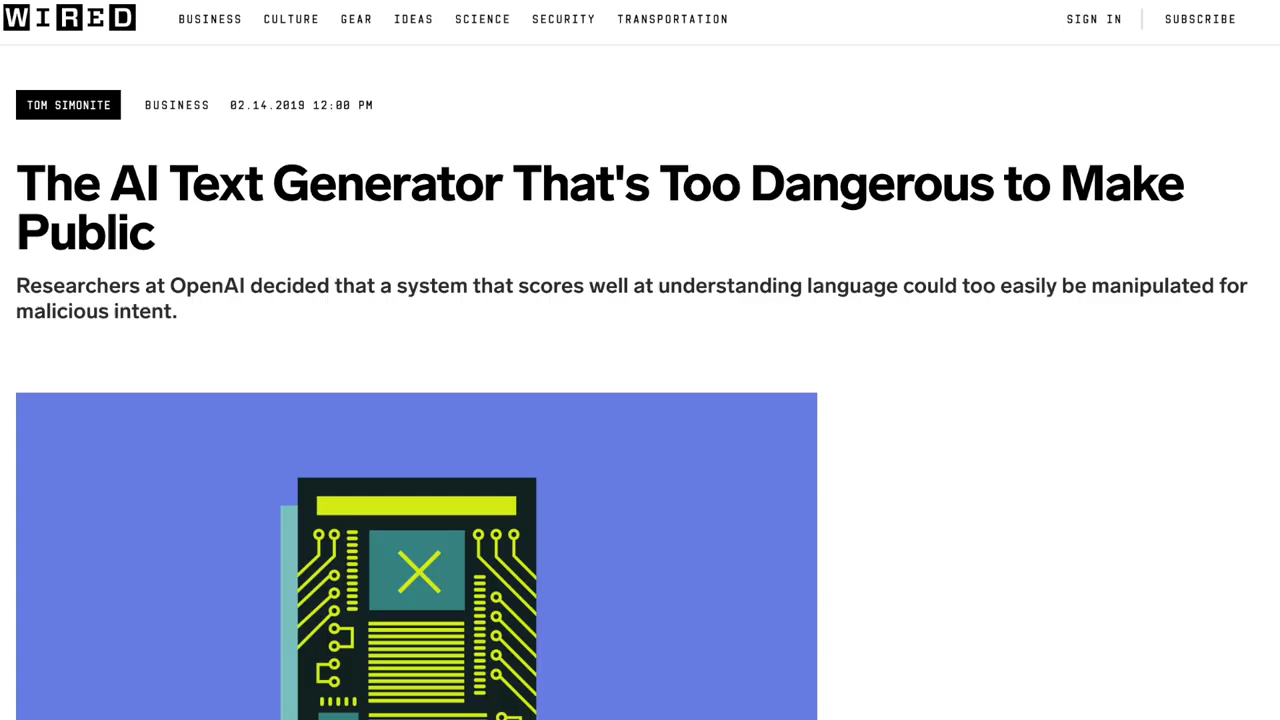 WIRED
BUSINESS CULTURE GEAR IDEAS SCIENCE SECURITY TRANSPORTATION
SIGN IN SUBSCRIBE
TOM SIMONITE BUSINESS 02.14.2019 12:00 PM
The AI Text Generator That's Too Dangerous to Make
Public
Researchers at OpenAI decided that a system that scores well at understanding language could too easily be manipulated for
malicious intent.